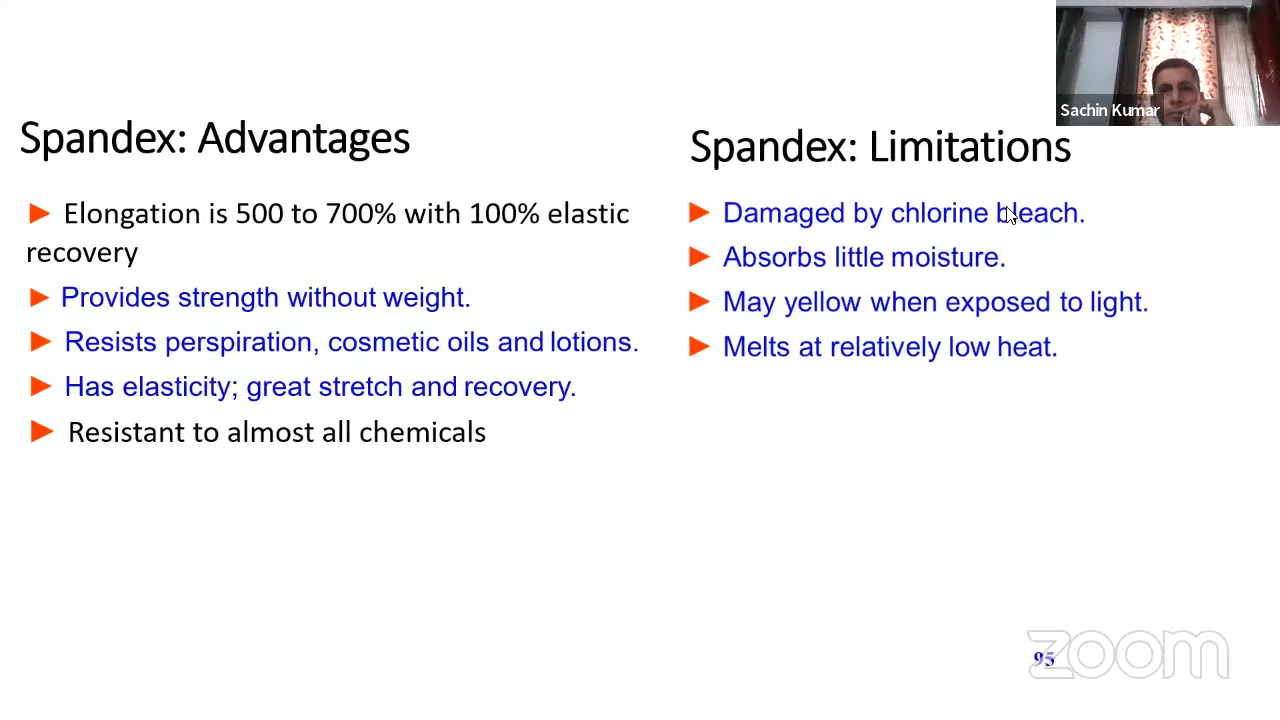 Sachin Kumar
Spandex: Advantages
► Elongation is 500 to 700% with 100% elastic
recovery
► Provides strength without weight.
► Resists perspiration, cosmetic oils and lotions.
► Has elasticity; great stretch and recovery.
► Resistant to almost all chemicals
Spandex: Limitations
► Damaged by chlorine bleach.
► Absorbs little moisture.
► May yellow when exposed to light.
► Melts at relatively low heat.
95
zoom